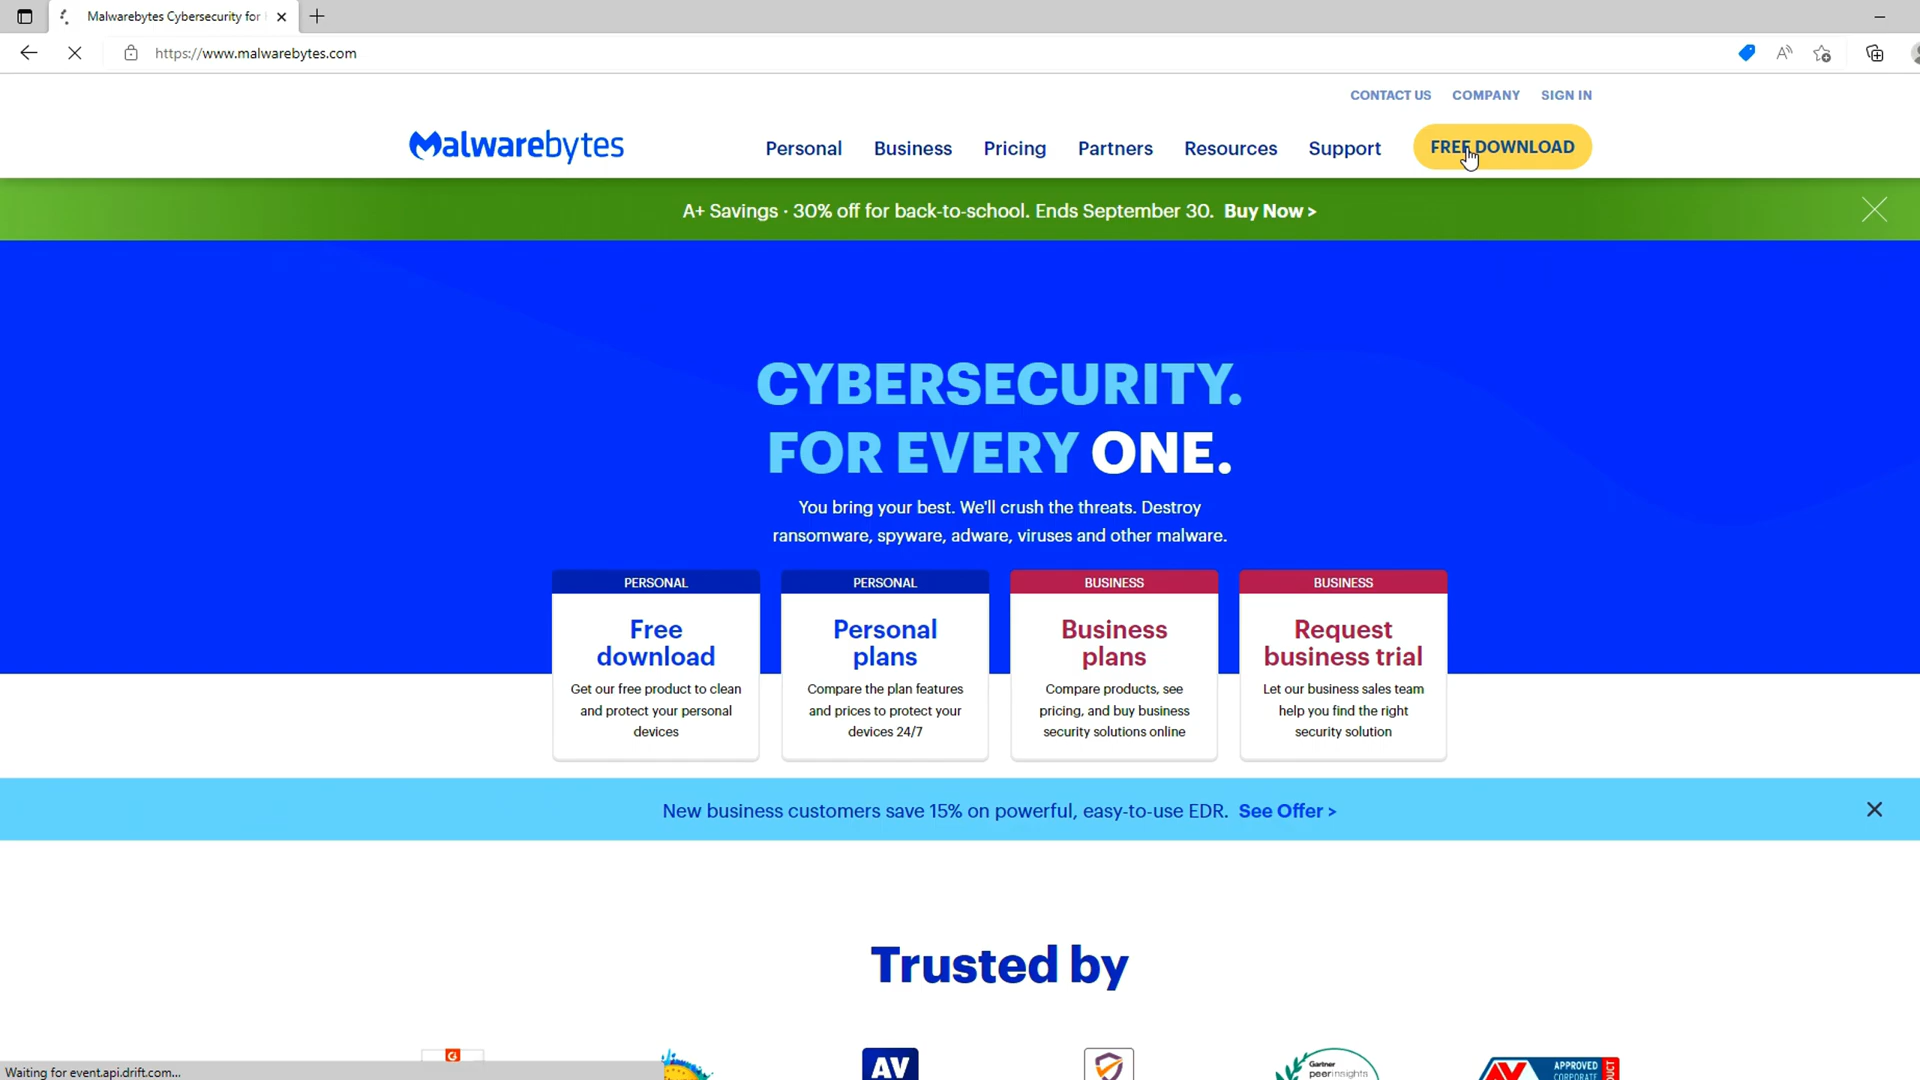 Malwarebytes Cybersecurity for
https://www.malwarebytes.com
CONTACT US COMPANY SIGN IN
Malwarebytes
Personal Business Pricing Partners Resources Support FREE DOWNLOAD
A+ Savings · 30% off for back-to-school. Ends September 30. Buy Now >
CYBERSECURITY.
FOR EVERY ONE.
You bring your best. We'll crush the threats. Destroy
ransomware, spyware, adware, viruses and other malware.
PERSONAL
Free
download
Get our free product to clean
and protect your personal
devices
PERSONAL
Personal
plans
Compare the plan features
and prices to protect your
devices 24/7
BUSINESS
Business
plans
Compare products, see
pricing, and buy business
security solutions online
BUSINESS
Request
business trial
Let our business sales team
help you find the right
security solution
New business customers save 15% on powerful, easy-to-use EDR. See Offer >
Trusted by
G
AV
Gartner
peerinsights
AV
APPROVED
CORPORATE
Waiting for event.api.drift.com...